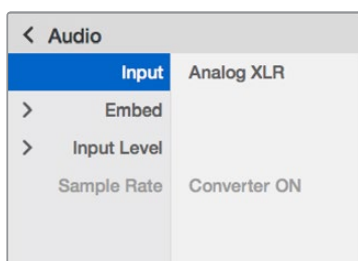 Audio
Input Analog XLR
Embed
Input Level
Sample Rate Converter ON